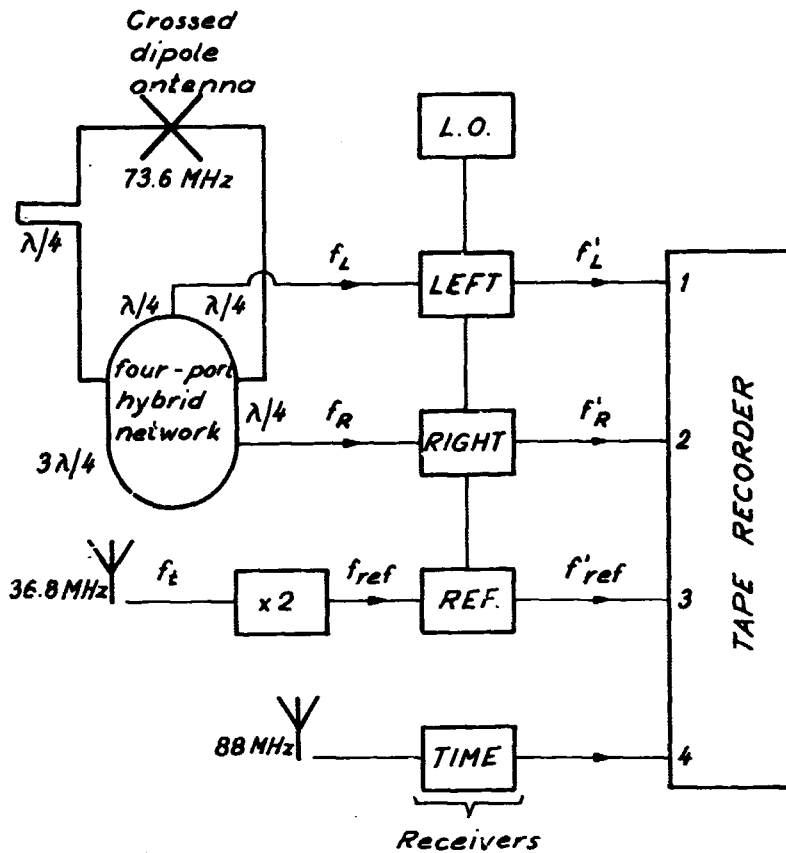 Crossed
dipole
antenna
73.6 MHz
L.O.
λ/4
λ/4
λ/4
f_L
LEFT
f'_L
1
four-port
hybrid
network
λ/4
3λ/4
f_R
RIGHT
f'_R
2
36.8 MHz
f_t
x 2
f_ref
REF.
f'_ref
3
88 MHz
TIME
4
Receivers
TAPE RECORDER